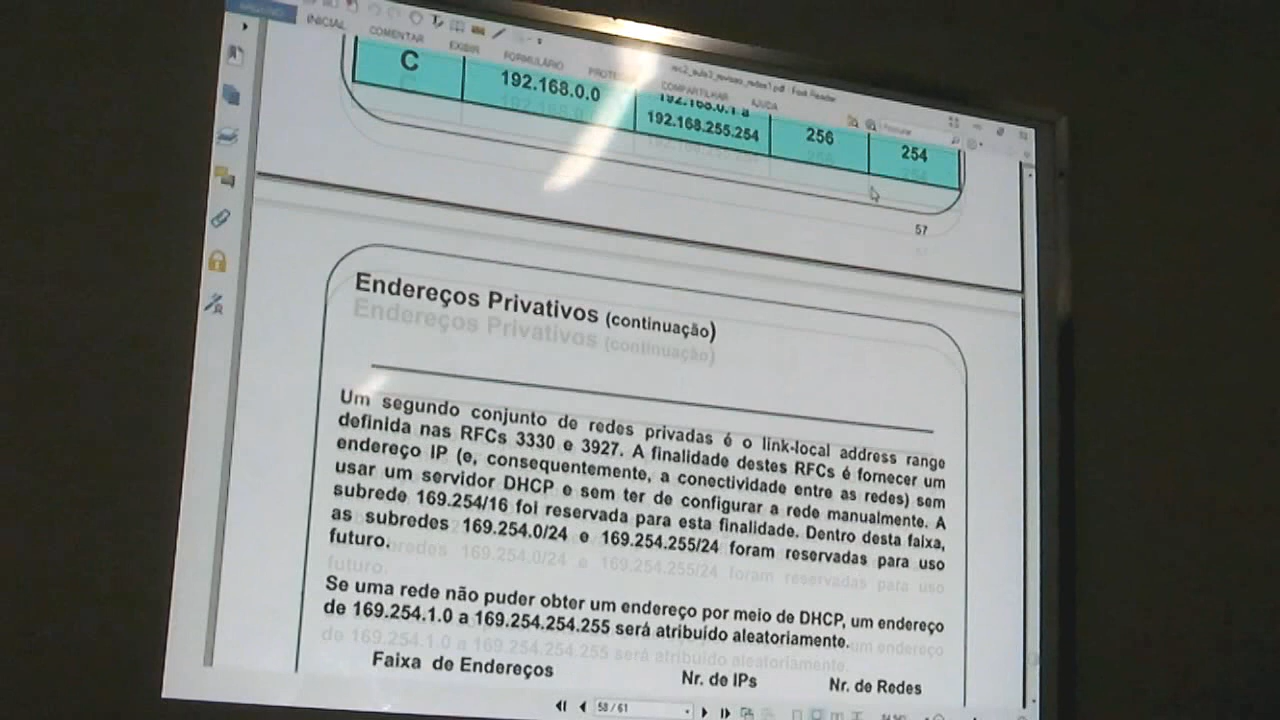 INICIAL
COMENTAR
EXIBIR
FORMULÁRIO
COMPARTILHAR
AJUDA
rec2_aula3_revisao_redes1.pdf - Foxit Reader
Procurar
C 192.168.0.0 192.168.0.1 a 192.168.255.254 256 254
57
Endereços Privativos (continuação)
Um segundo conjunto de redes privadas é o link-local address range
definida nas RFCs 3330 e 3927. A finalidade destes RFCs é fornecer um
endereço IP (e, consequentemente, a conectividade entre as redes) sem
usar um servidor DHCP e sem ter de configurar a rede manualmente. A
subrede 169.254/16 foi reservada para esta finalidade. Dentro desta faixa,
as subredes 169.254.0/24 e 169.254.255/24 foram reservadas para uso
futuro.
Se uma rede não puder obter um endereço por meio de DHCP, um endereço
de 169.254.1.0 a 169.254.254.255 será atribuído aleatoriamente.
Faixa de Endereços Nr. de IPs Nr. de Redes
58 / 61